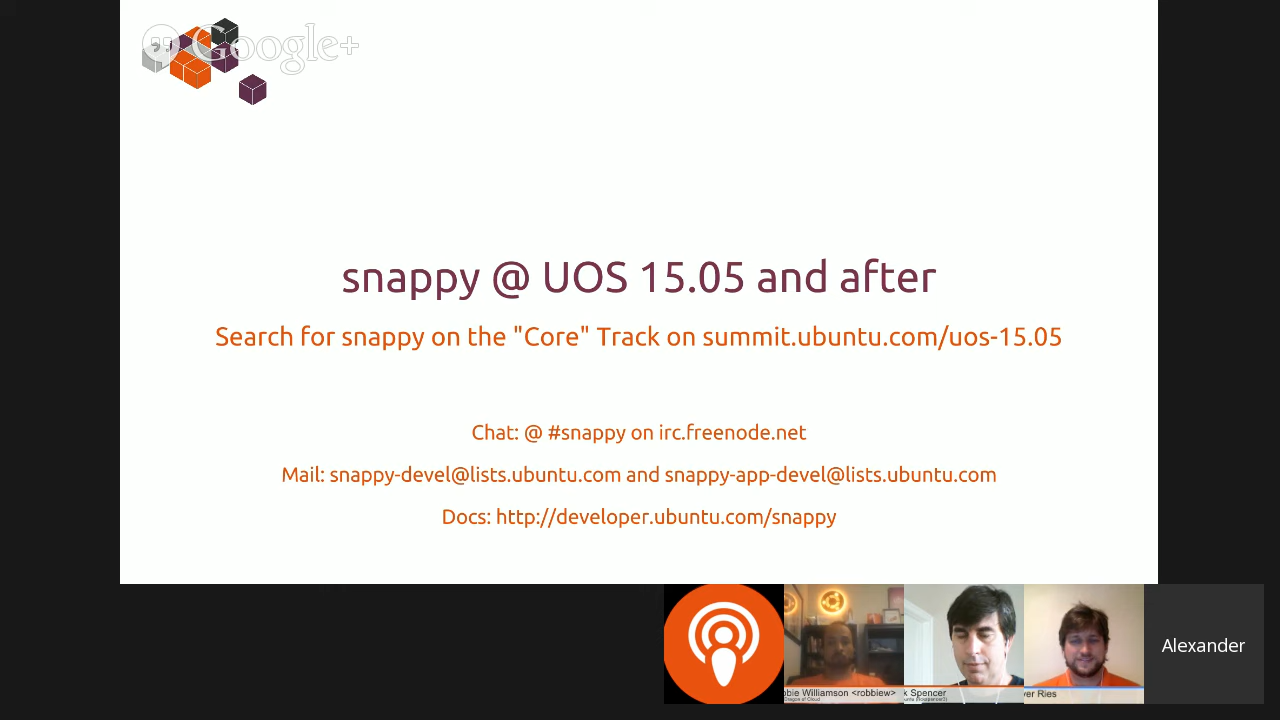 Google+
snappy @ UOS 15.05 and after
Search for snappy on the "Core" Track on summit.ubuntu.com/uos-15.05
Chat: @ #snappy on irc.freenode.net
Mail: snappy-devel@lists.ubuntu.com and snappy-app-devel@lists.ubuntu.com
Docs: http://developer.ubuntu.com/snappy
bbie Williamson <robbiew>
k Spencer
ver Ries
Alexander